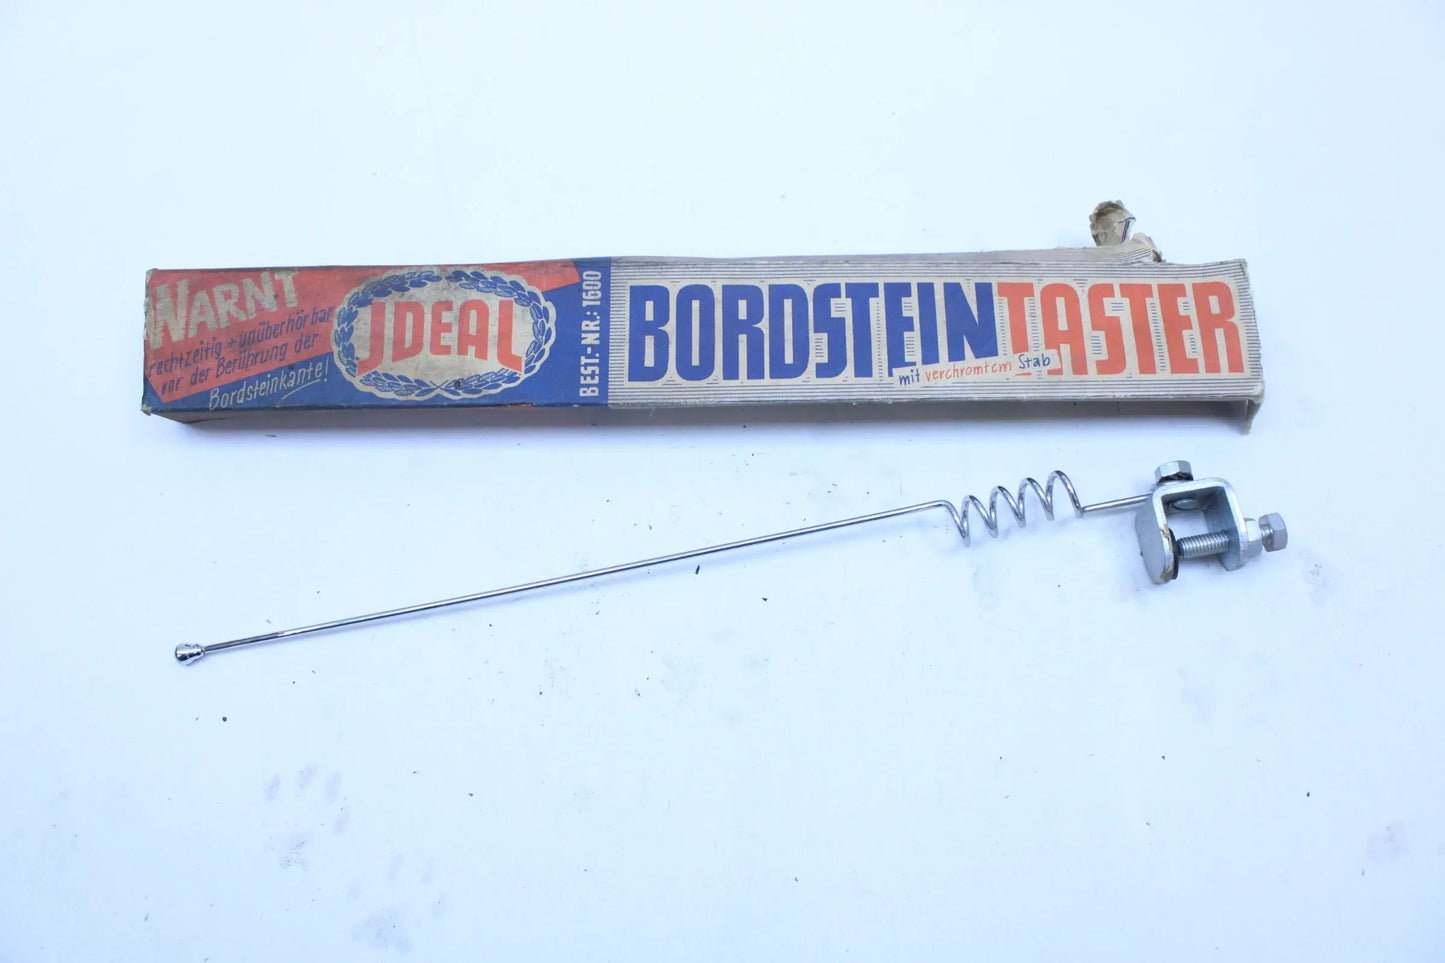 WARNT
rechtzeitig + unüberhörbar
vor der Berührung der
Bordsteinkante!
JDEAL
BEST.-NR.: 1600
BORDSTEINTASTER
mit verchromtem Stab